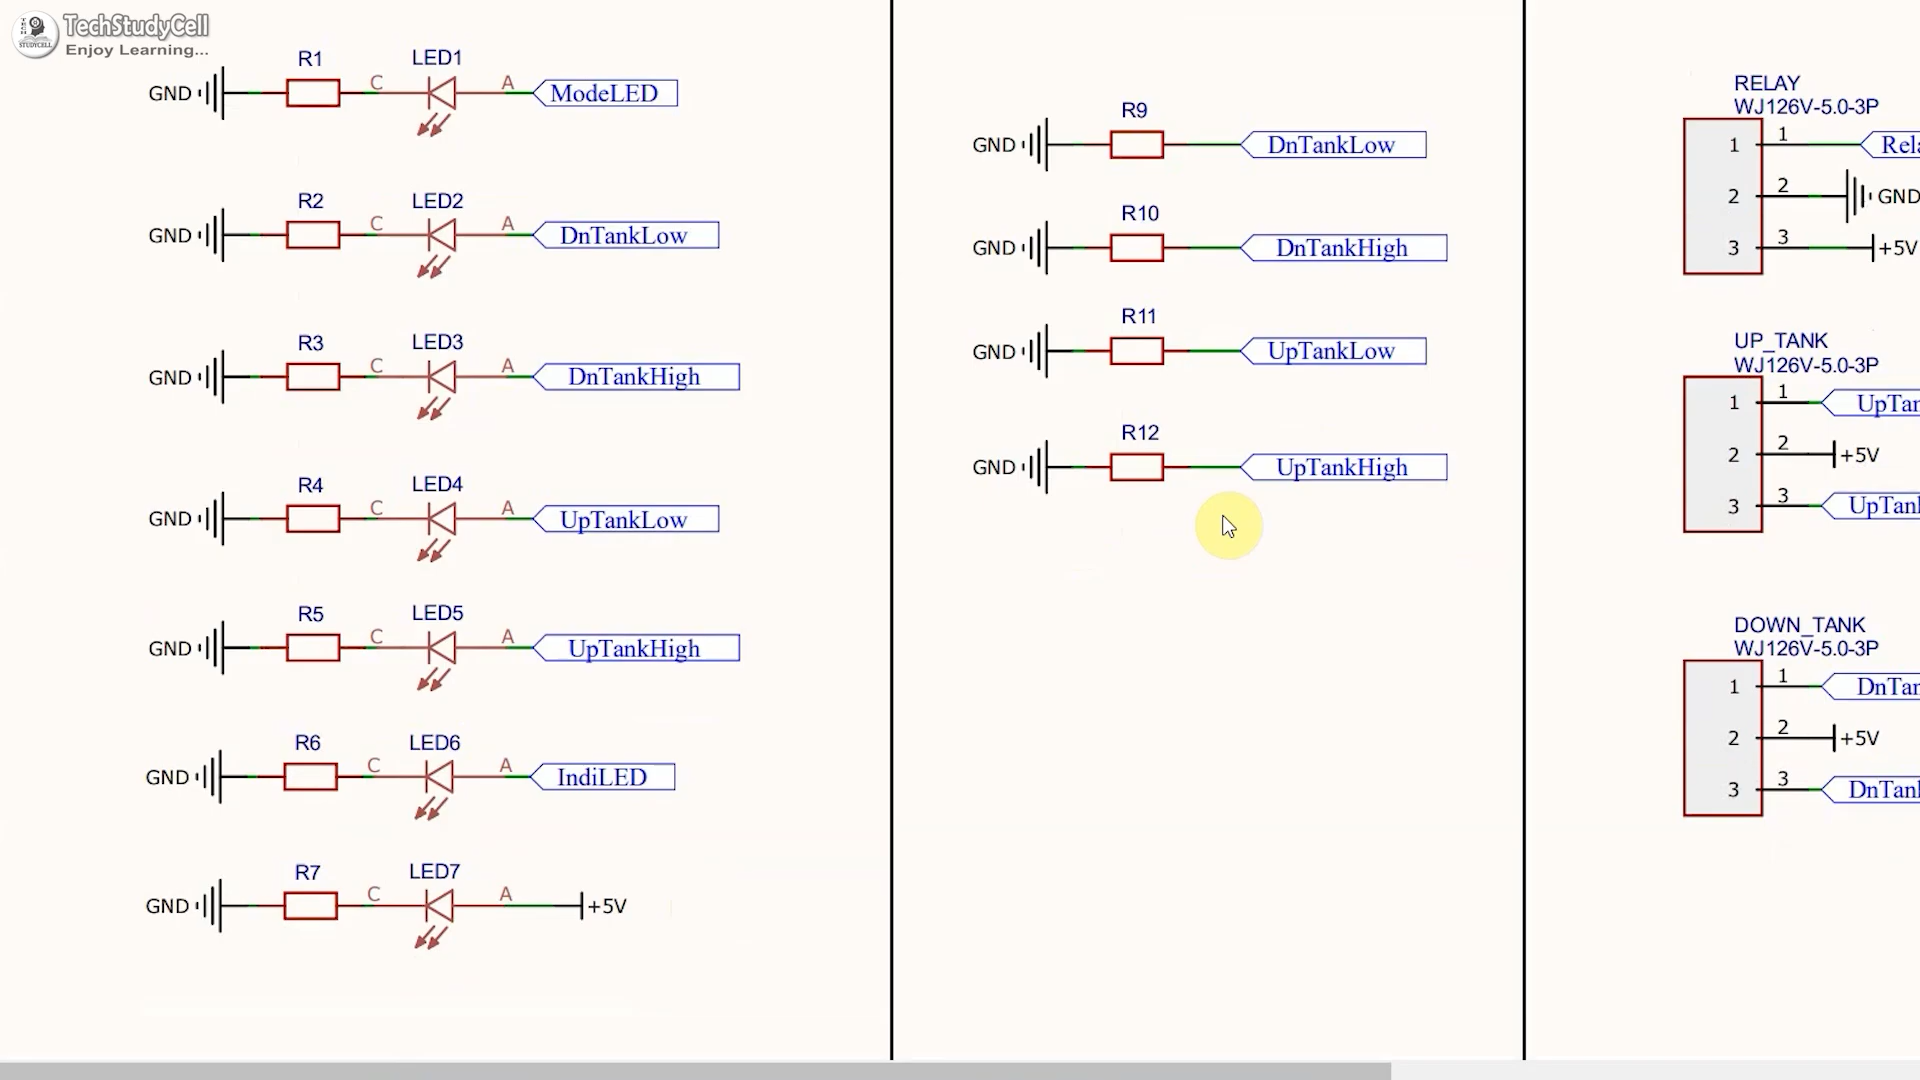 TechStudyCell
Enjoy Learning...
R1 LED1
GND C A ModeLED
R2 LED2
GND C A DnTankLow
R3 LED3
GND C A DnTankHigh
R4 LED4
GND C A UpTankLow
R5 LED5
GND C A UpTankHigh
R6 LED6
GND C A IndiLED
R7 LED7
GND C A +5V
R9
GND DnTankLow
R10
GND DnTankHigh
R11
GND UpTankLow
R12
GND UpTankHigh
RELAY
WJ126V-5.0-3P
1 1 Rela
2 2 GND
3 3 +5V
UP_TANK
WJ126V-5.0-3P
1 1 UpTan
2 2 +5V
3 3 UpTank
DOWN_TANK
WJ126V-5.0-3P
1 1 DnTan
2 2 +5V
3 3 DnTank